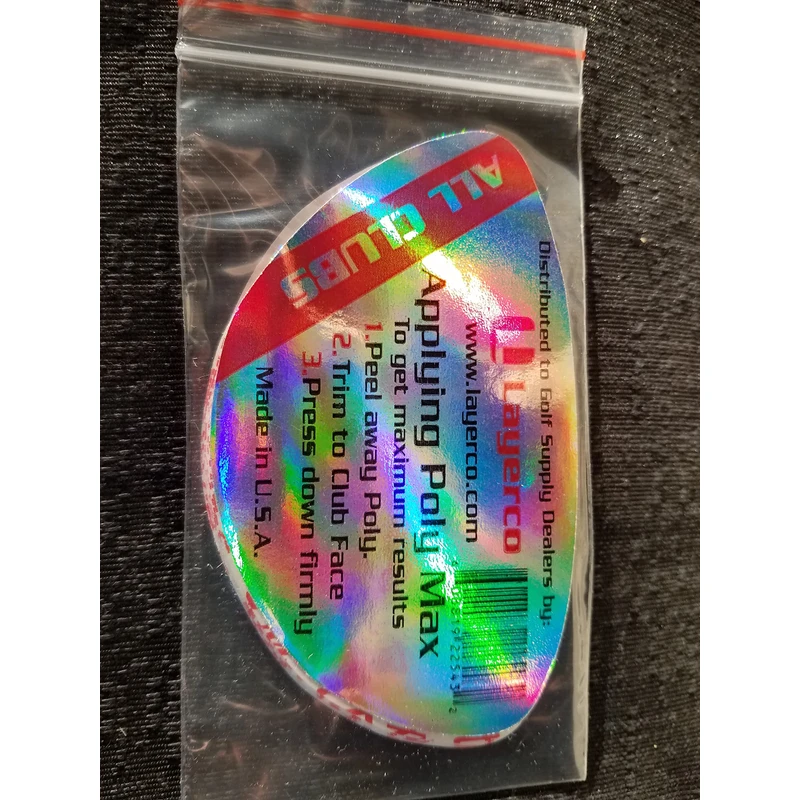 Distributed to Golf Supply Dealers by:
Layerco
www.layerco.com
Applying Poly Max
To get maximum results
1.Peel away Poly.
2.Trim to Club Face
3.Press down firmly
Made in U.S.A.
ALL CLUBS